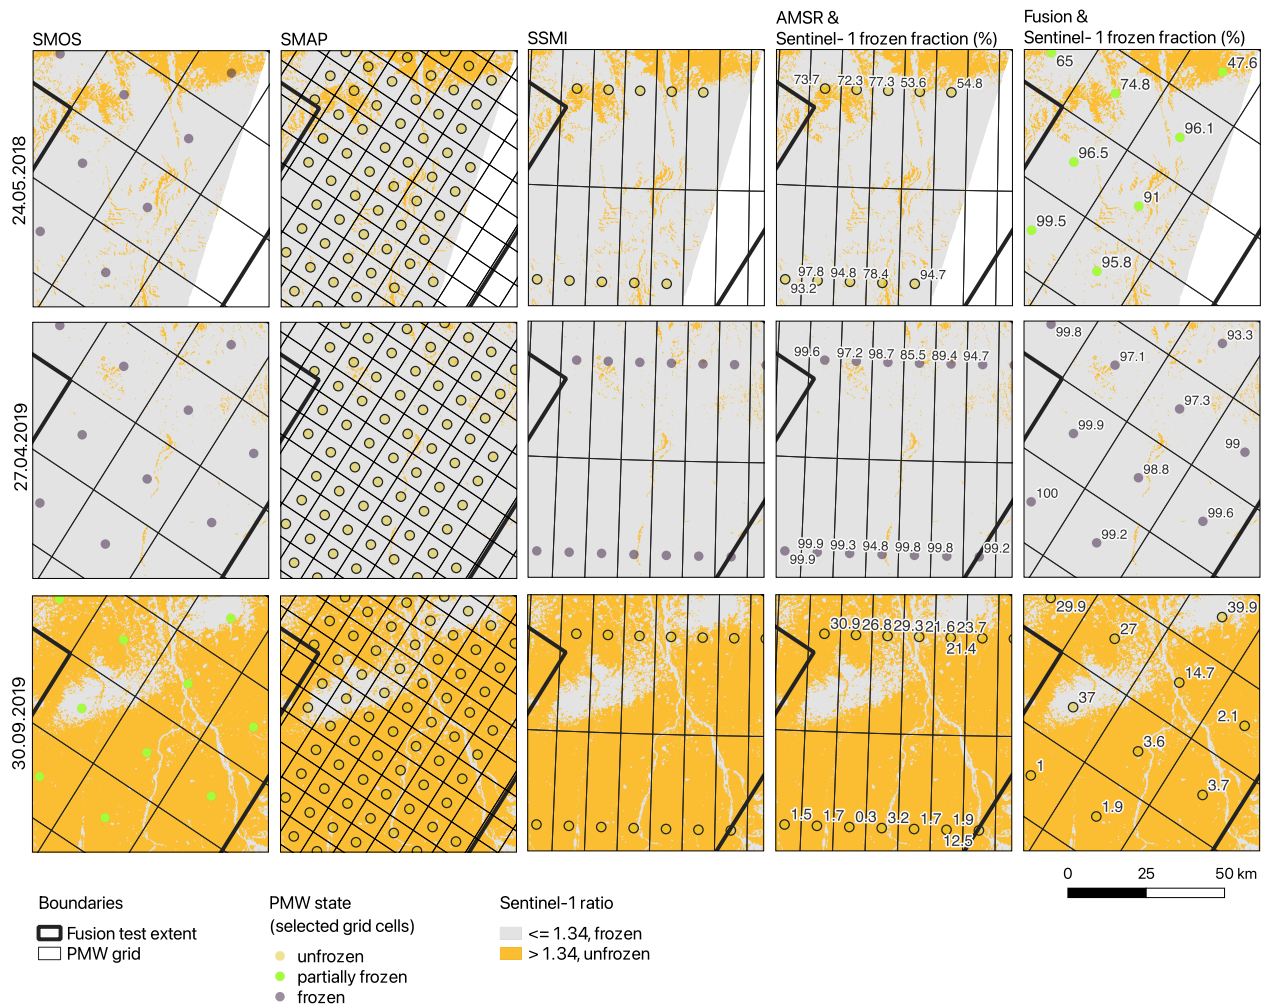 SMOS
SMAP
SSMI
AMSR &
Sentinel- 1 frozen fraction (%)
Fusion &
Sentinel- 1 frozen fraction (%)
24.05.2018
73.7 72.3 77.3 53.6 54.8
97.8 94.8 78.4 94.7
93.2
65
47.6
74.8
96.1
96.5
91
99.5
95.8
27.04.2019
99.6 97.2 98.7 85.5 89.4 94.7
99.9 99.3 94.8 99.8 99.8 99.2
99.9
99.8
93.3
97.1
97.3
99.9
99
98.8
100
99.6
99.2
30.09.2019
30.9 26.8 29.3 21.6 23.7
21.4
1.5 1.7 0.3 3.2 1.7 1.9
12.5
29.9
39.9
27
14.7
37
2.1
3.6
1
3.7
1.9
0 25 50 km
Boundaries
Fusion test extent
PMW grid
PMW state
(selected grid cells)
unfrozen
partially frozen
frozen
Sentinel-1 ratio
<= 1.34, frozen
> 1.34, unfrozen